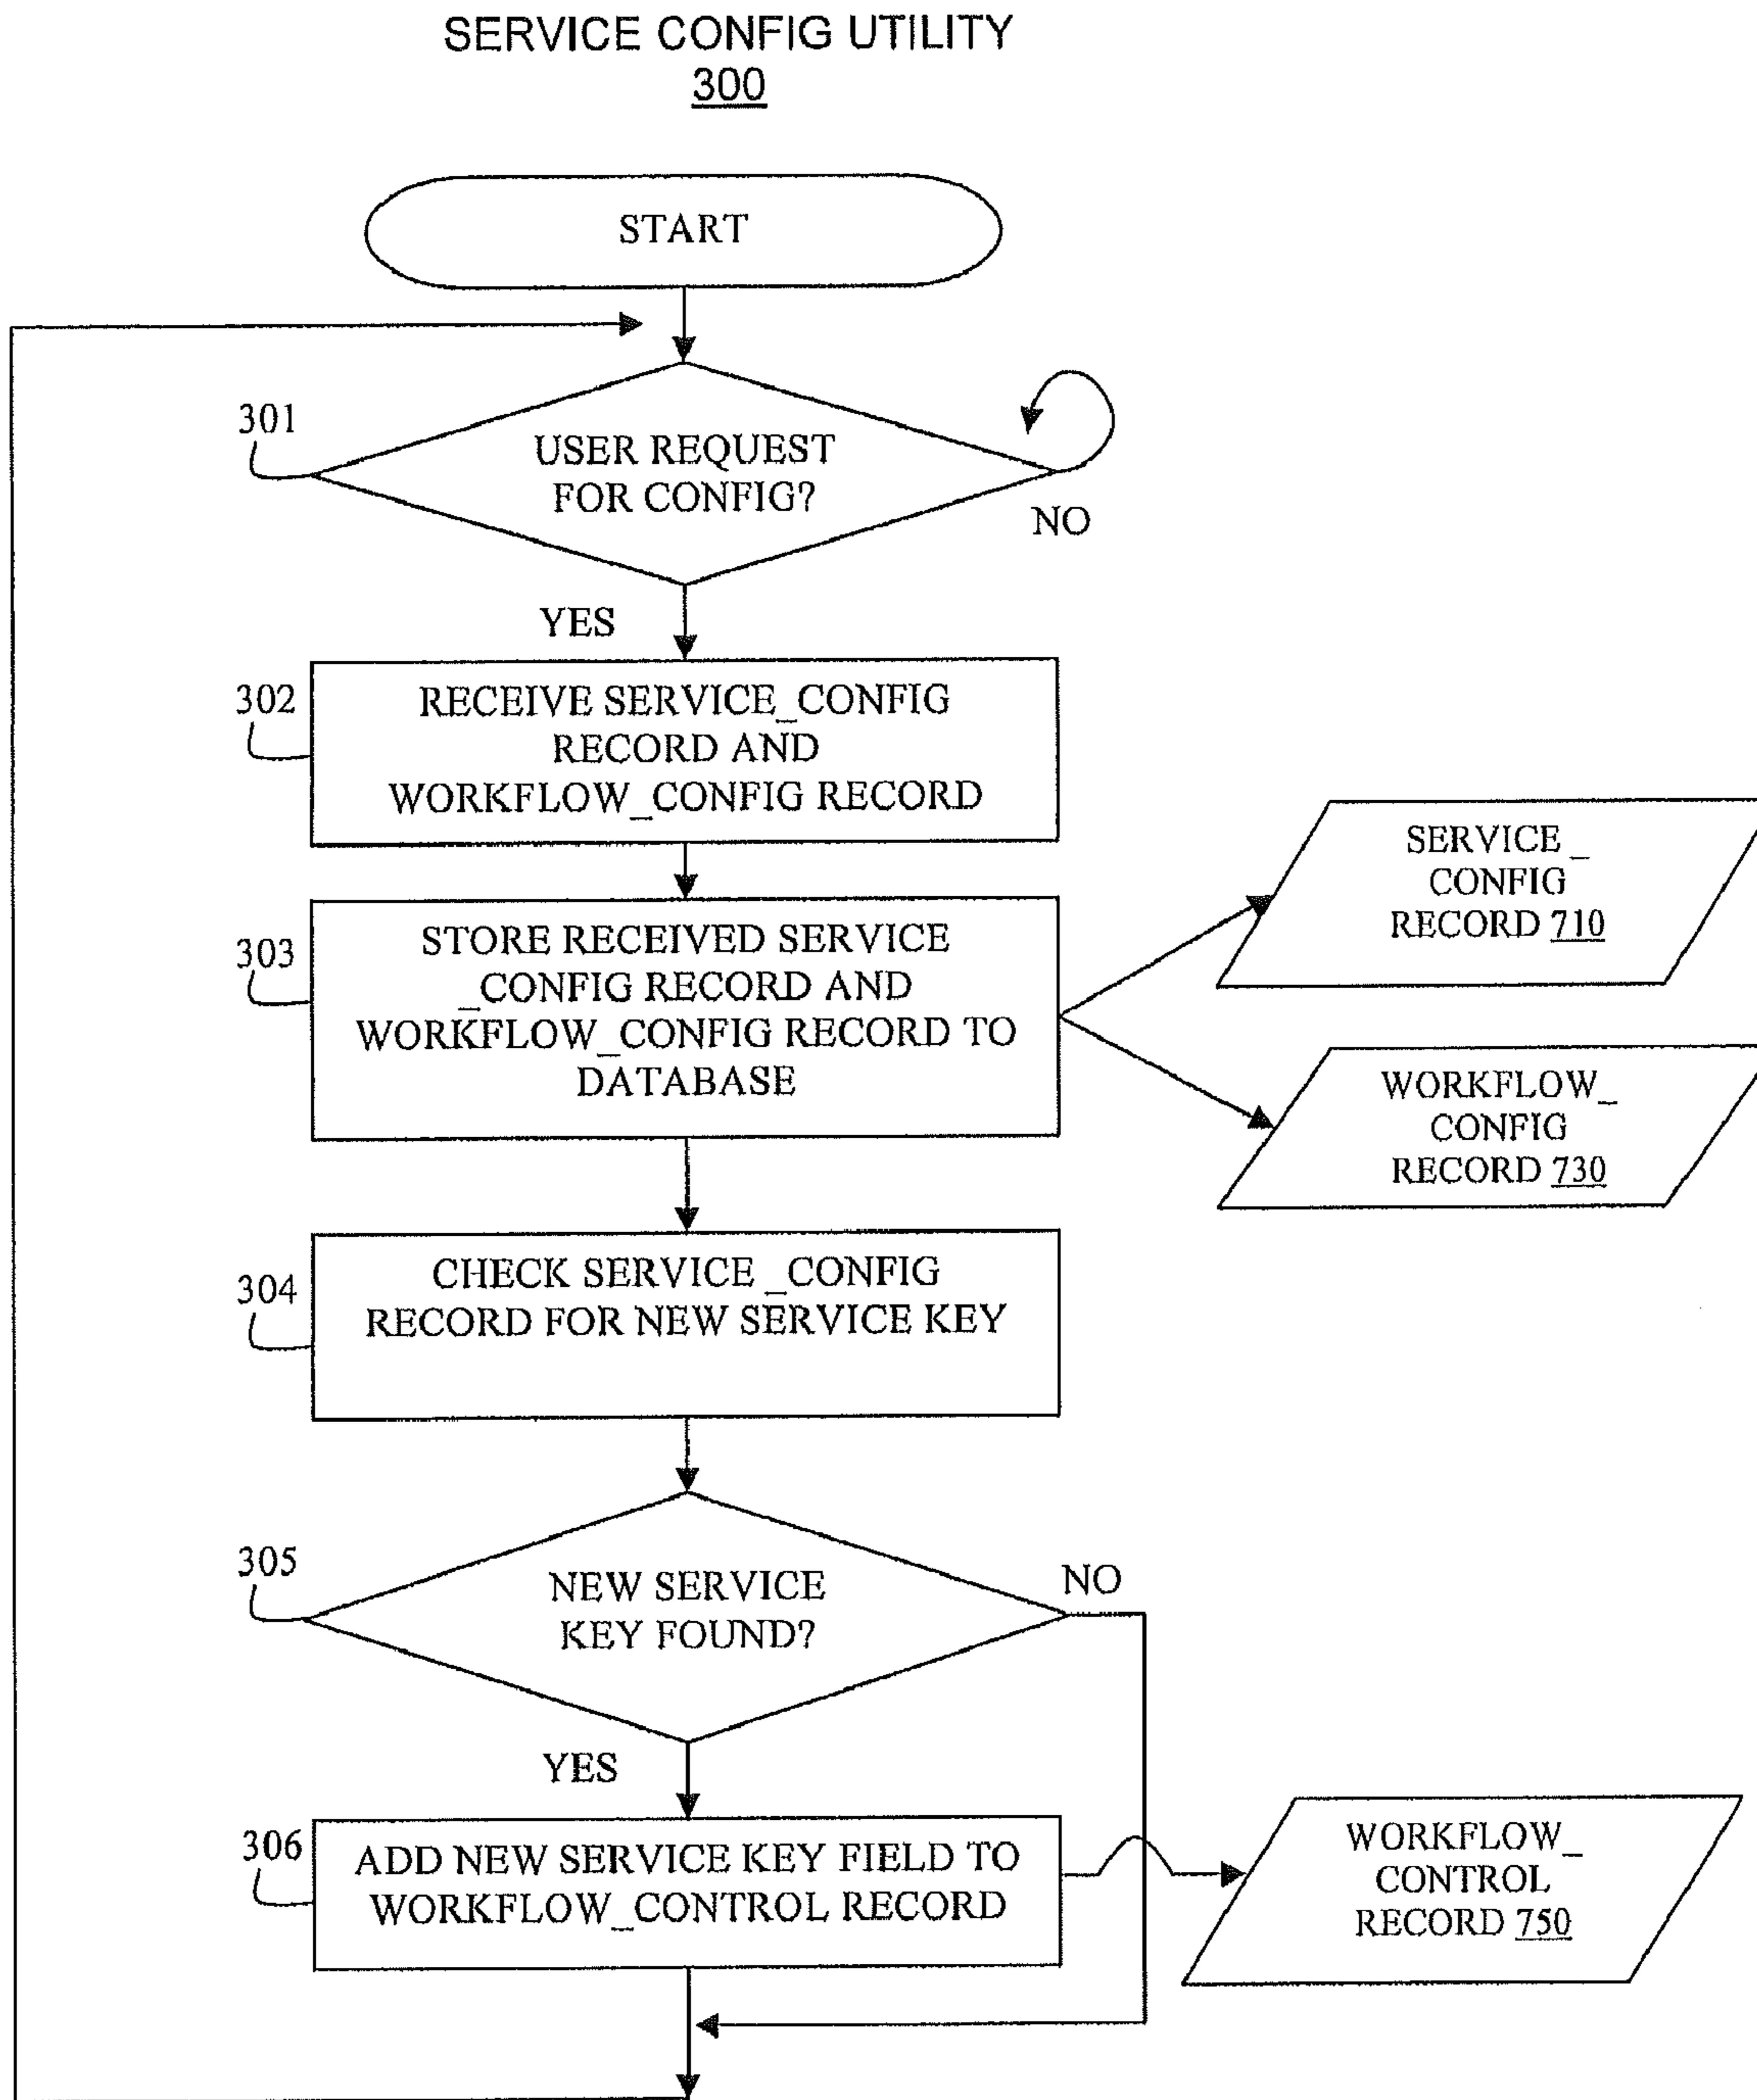 SERVICE CONFIG UTILITY
300
START
301
USER REQUEST
FOR CONFIG?
NO
YES
302
RECEIVE SERVICE_CONFIG
RECORD AND
WORKFLOW_CONFIG RECORD
303
STORE RECEIVED SERVICE
_CONFIG RECORD AND
WORKFLOW_CONFIG RECORD TO
DATABASE
SERVICE_
CONFIG
RECORD 710
WORKFLOW_
CONFIG
RECORD 730
304
CHECK SERVICE_CONFIG
RECORD FOR NEW SERVICE KEY
305
NEW SERVICE
KEY FOUND?
NO
YES
306
ADD NEW SERVICE KEY FIELD TO
WORKFLOW_CONTROL RECORD
WORKFLOW_
CONTROL
RECORD 750